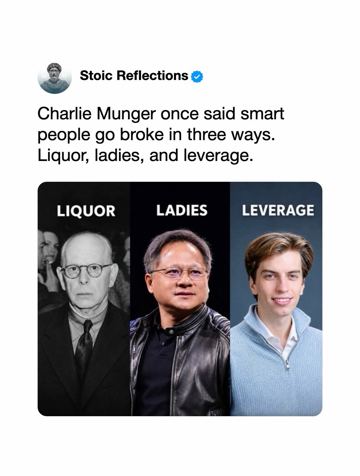 Stoic Reflections
Charlie Munger once said smart
people go broke in three ways.
Liquor, ladies, and leverage.
LIQUOR LADIES LEVERAGE